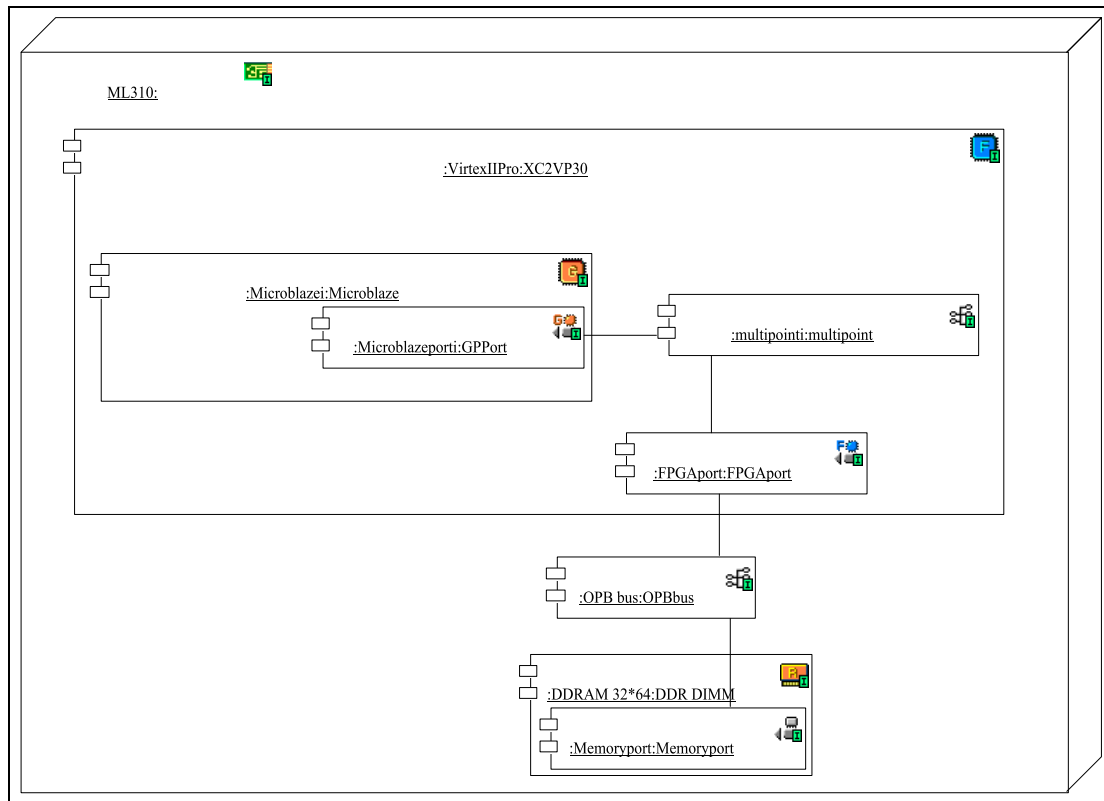 ML310:
:VirtexIIPro:XC2VP30
:Microblazei:Microblaze
:Microblazeporti:GPPort
:multipointi:multipoint
:FPGAport:FPGAport
:OPB bus:OPBbus
:DDRAM 32*64:DDR DIMM
:Memoryport:Memoryport